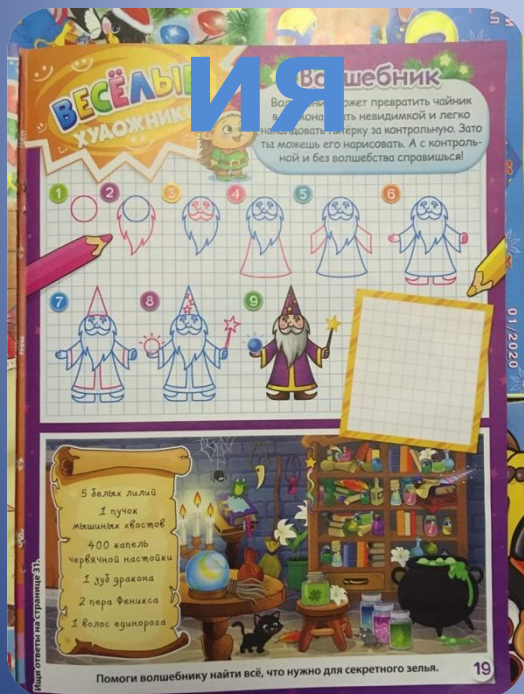 ИЯ
ВЕСЁЛЫЙ
ХУДОЖНИК
Волшебник
может превратить чайник
невидимкой и легко
пятёрку за контрольную. Зато
ты можешь его нарисовать. А с контроль-
ной и без волшебства справишься!
1 2 3 4 5 6
7 8 9
01/2020
5 белых лилий
1 пучок
мышиных хвостов
400 капель
червячной настойки
1 зуб дракона
2 пера Феникса
1 волос единорога
Ищи ответы на странице 31.
Помоги волшебнику найти всё, что нужно для секретного зелья.
19